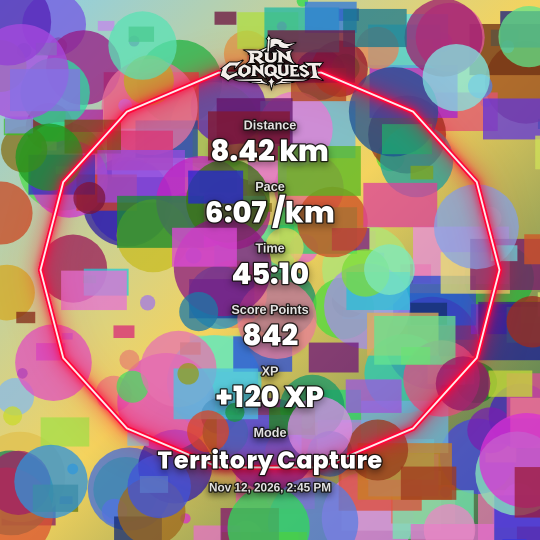 RUN
CONQUEST
Distance
8.42 km
Pace
6:07 /km
Time
45:10
Score Points
842
XP
+120 XP
Mode
Territory Capture
Nov 12, 2026, 2:45 PM